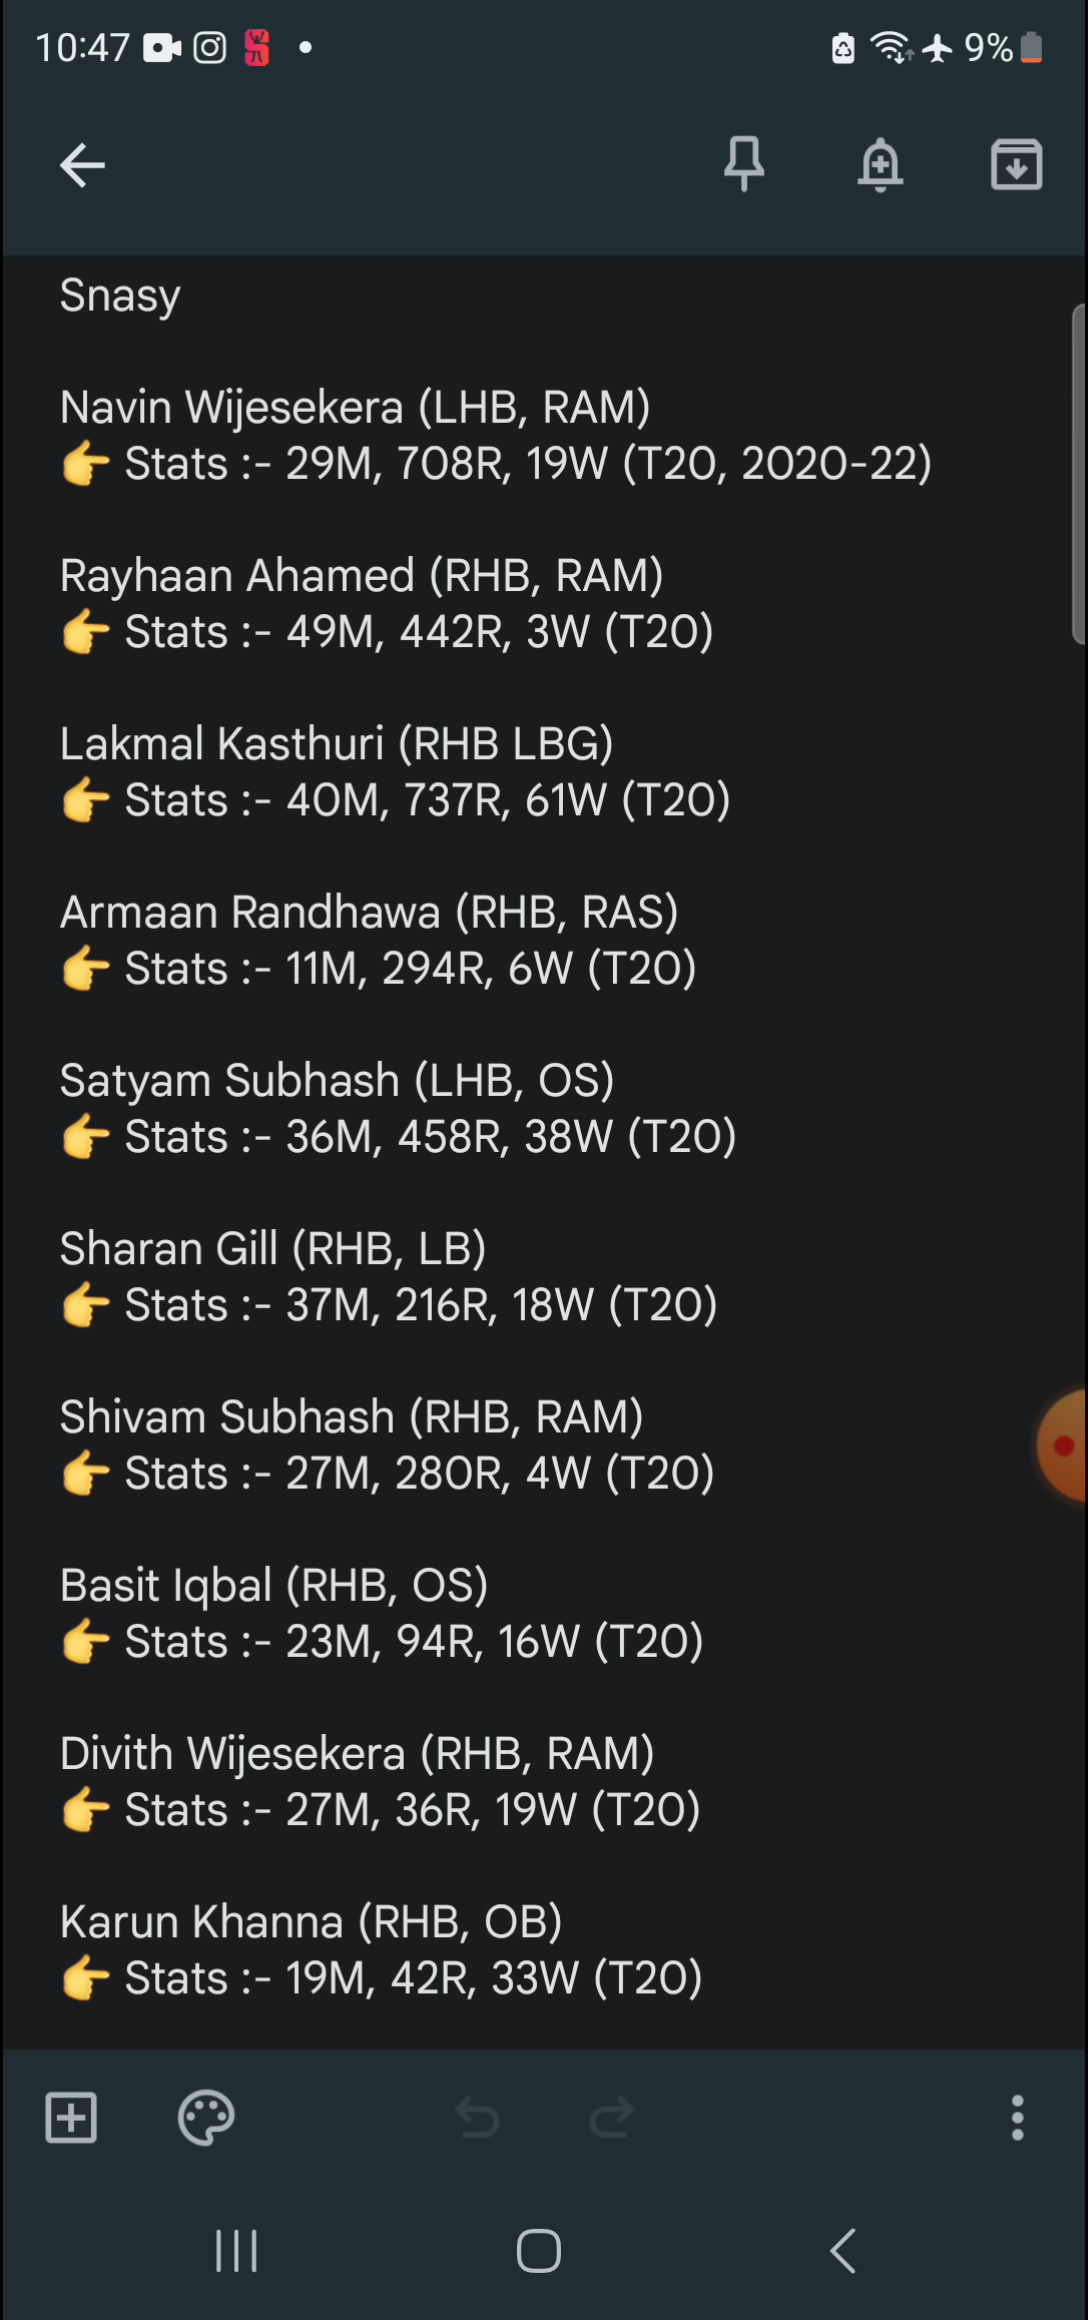 10:47
9%
Snasy
Navin Wijesekera (LHB, RAM)
👉 Stats :- 29M, 708R, 19W (T20, 2020-22)
Rayhaan Ahamed (RHB, RAM)
👉 Stats :- 49M, 442R, 3W (T20)
Lakmal Kasthuri (RHB LBG)
👉 Stats :- 40M, 737R, 61W (T20)
Armaan Randhawa (RHB, RAS)
👉 Stats :- 11M, 294R, 6W (T20)
Satyam Subhash (LHB, OS)
👉 Stats :- 36M, 458R, 38W (T20)
Sharan Gill (RHB, LB)
👉 Stats :- 37M, 216R, 18W (T20)
Shivam Subhash (RHB, RAM)
👉 Stats :- 27M, 280R, 4W (T20)
Basit Iqbal (RHB, OS)
👉 Stats :- 23M, 94R, 16W (T20)
Divith Wijesekera (RHB, RAM)
👉 Stats :- 27M, 36R, 19W (T20)
Karun Khanna (RHB, OB)
👉 Stats :- 19M, 42R, 33W (T20)